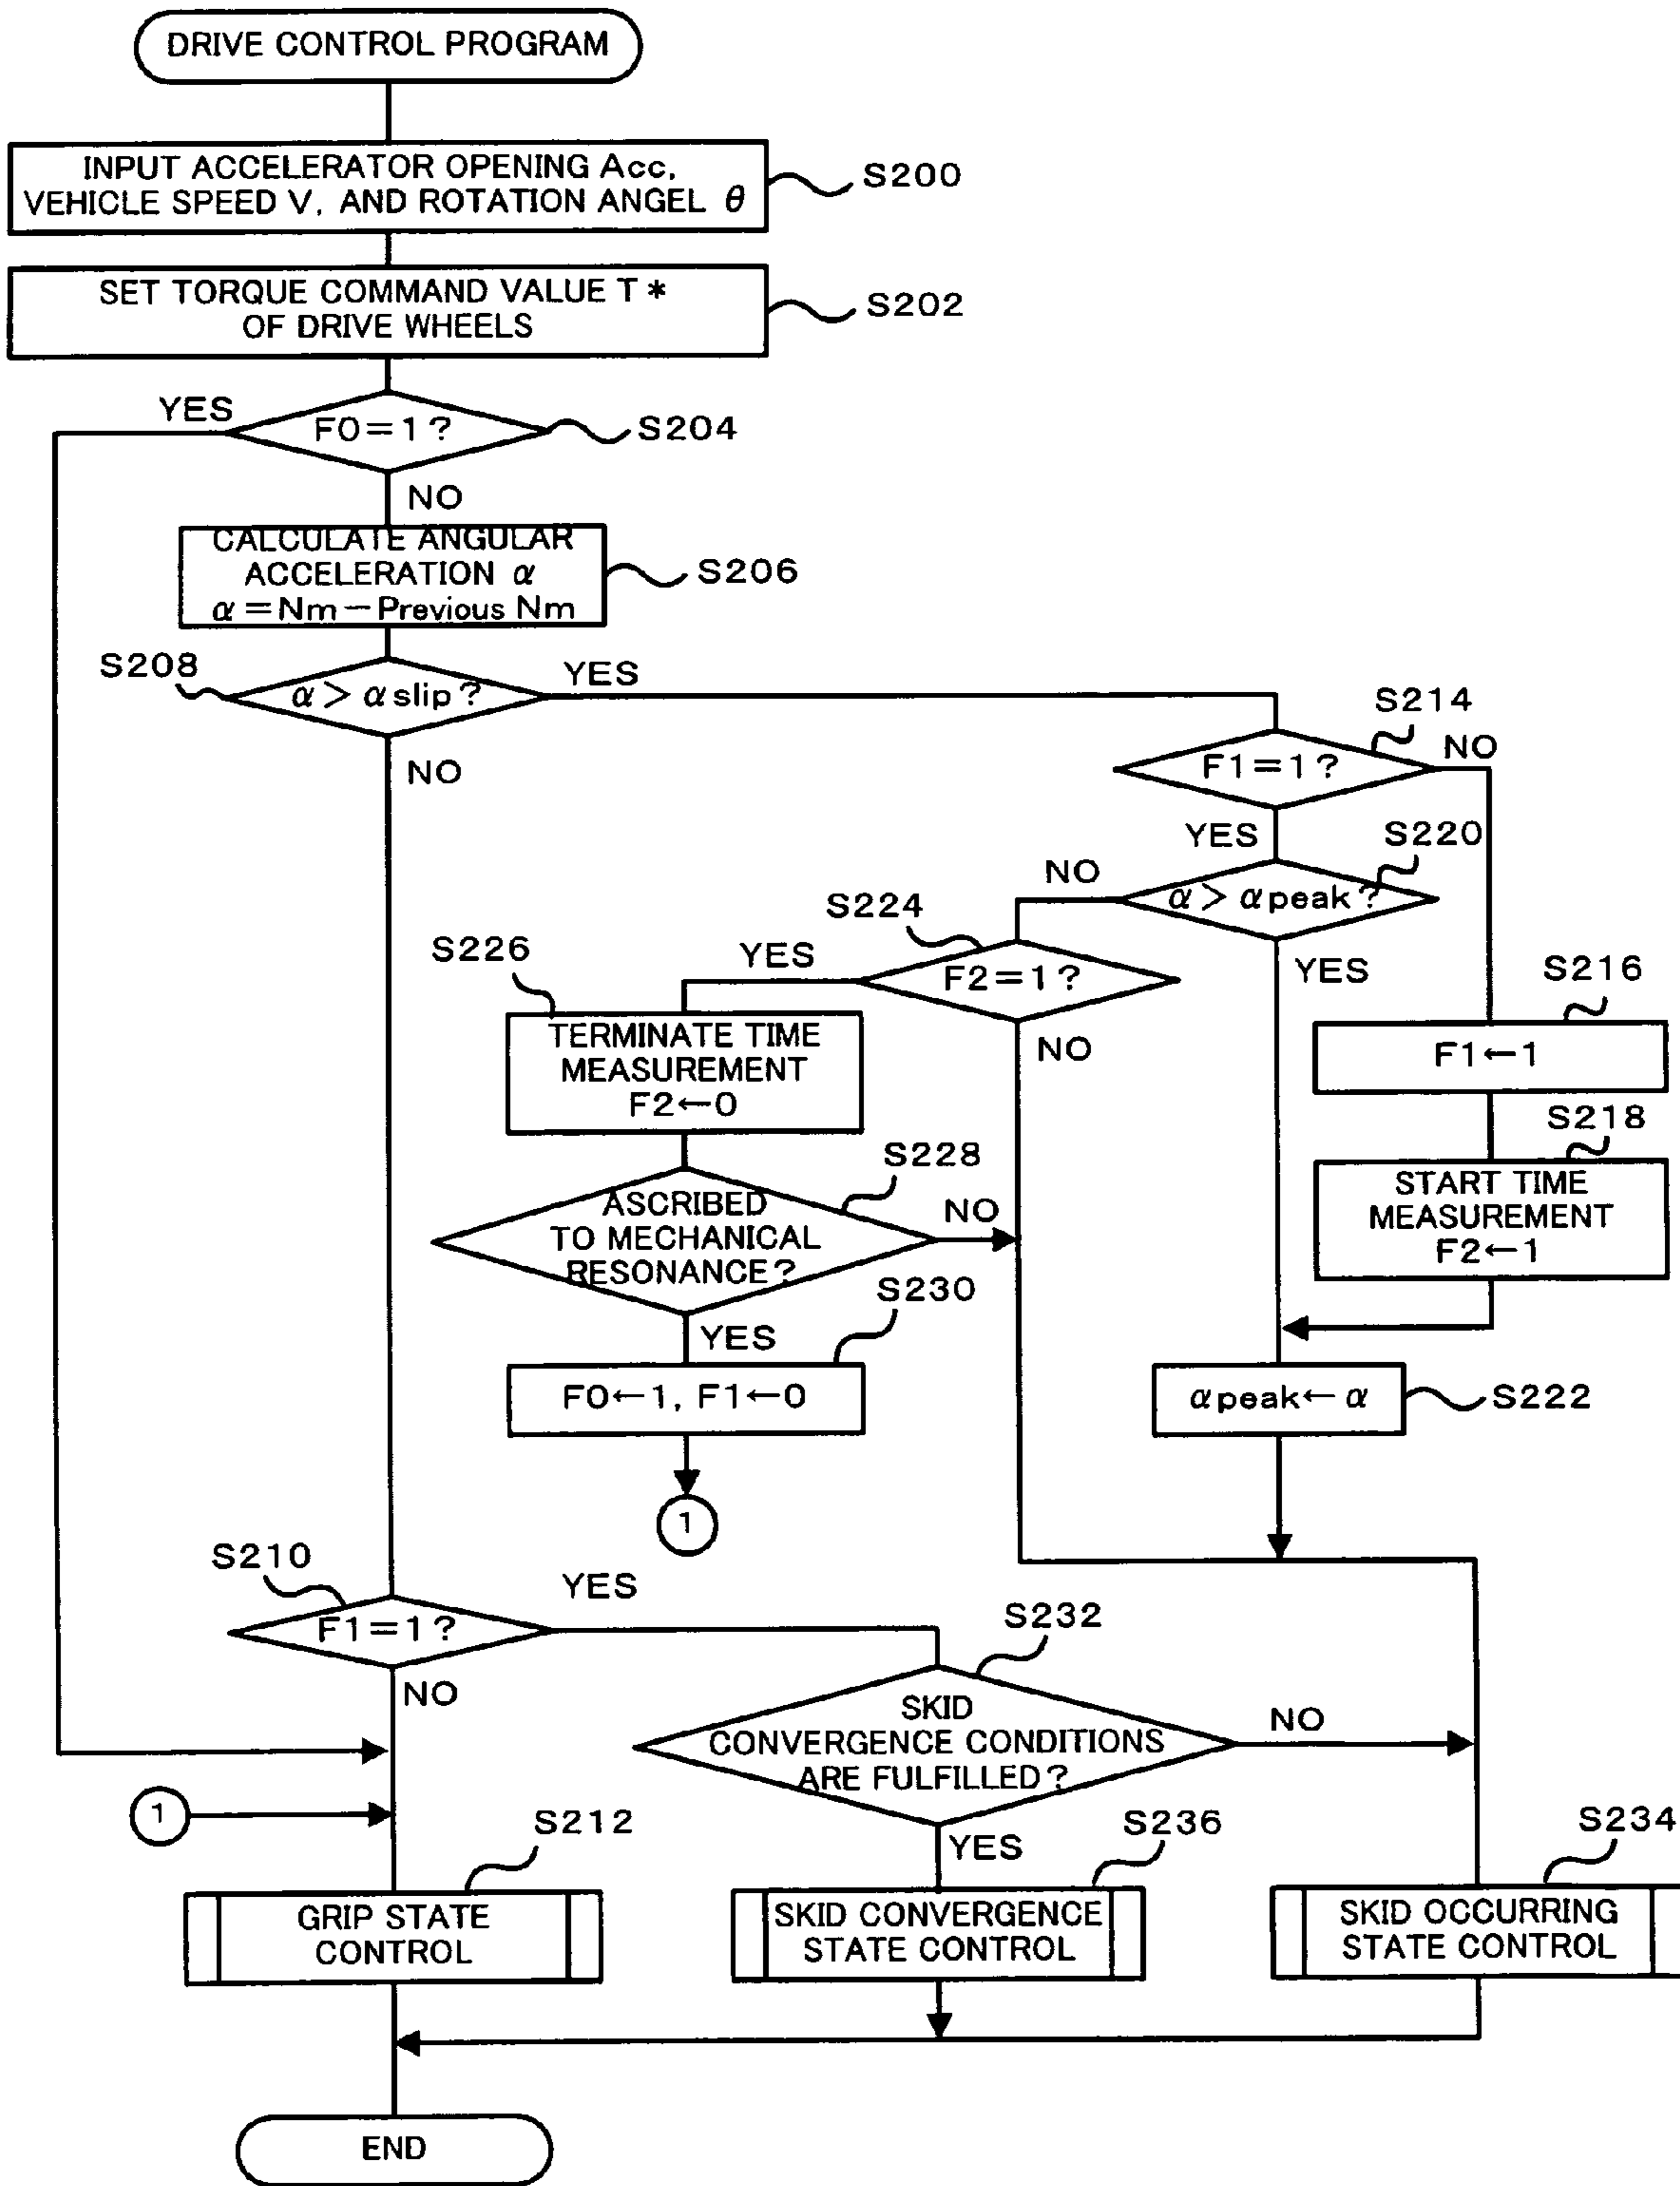 DRIVE CONTROL PROGRAM
INPUT ACCELERATOR OPENING Acc,
VEHICLE SPEED V, AND ROTATION ANGEL θ
S200
SET TORQUE COMMAND VALUE T*
OF DRIVE WHEELS
S202
YES
F0=1?
S204
NO
CALCULATE ANGULAR
ACCELERATION α
α=Nm-Previous Nm
S206
S208
α>αslip?
YES
NO
S214
F1=1?
NO
YES
S220
α>αpeak?
NO
YES
S224
F2=1?
YES
NO
S226
TERMINATE TIME
MEASUREMENT
F2←0
S216
F1←1
S218
START TIME
MEASUREMENT
F2←1
S228
ASCRIBED
TO MECHANICAL
RESONANCE?
NO
YES
S230
F0←1, F1←0
1
αpeak←α
S222
S210
F1=1?
YES
NO
S232
SKID
CONVERGENCE CONDITIONS
ARE FULFILLED?
NO
YES
1
S212
GRIP STATE
CONTROL
S236
SKID CONVERGENCE
STATE CONTROL
S234
SKID OCCURRING
STATE CONTROL
END